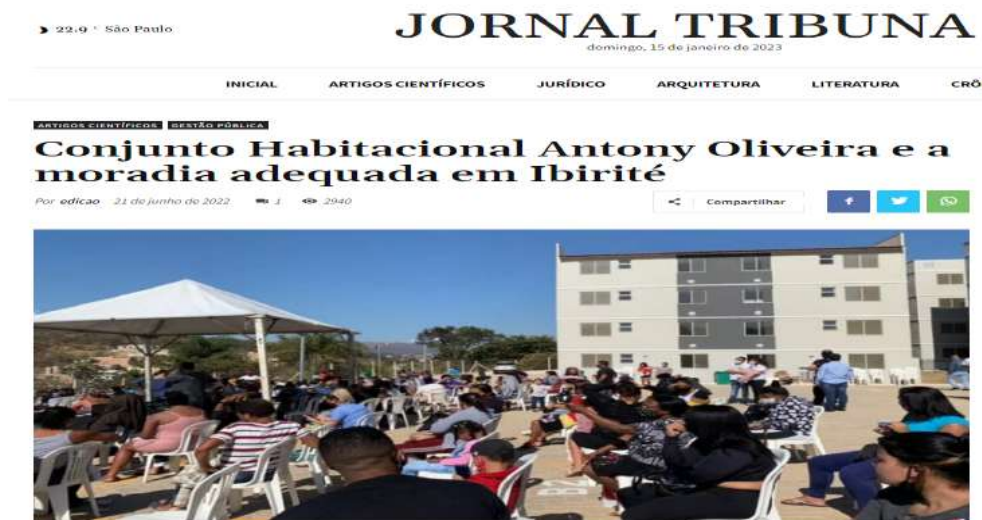 22.9 ° São Paulo
JORNAL TRIBUNA
domingo, 15 de janeiro de 2023
INICIAL ARTIGOS CIENTÍFICOS JURÍDICO ARQUITETURA LITERATURA CRÔ
ARTIGOS CIENTÍFICOS GESTÃO PÚBLICA
Conjunto Habitacional Antony Oliveira e a
moradia adequada em Ibirité
Por edicao 21 de junho de 2022 1 2940
Compartilhar